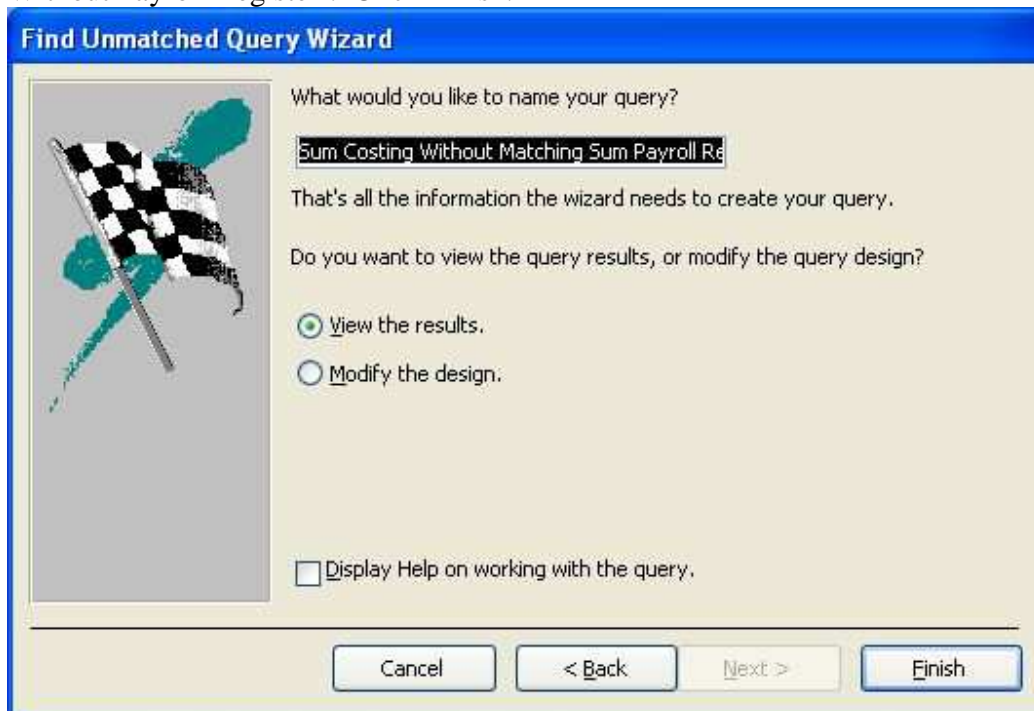 Find Unmatched Query Wizard
What would you like to name your query?
Sum Costing Without Matching Sum Payroll Re
That's all the information the wizard needs to create your query.
Do you want to view the query results, or modify the query design?
View the results.
Modify the design.
Display Help on working with the query.
Cancel < Back Next > Finish